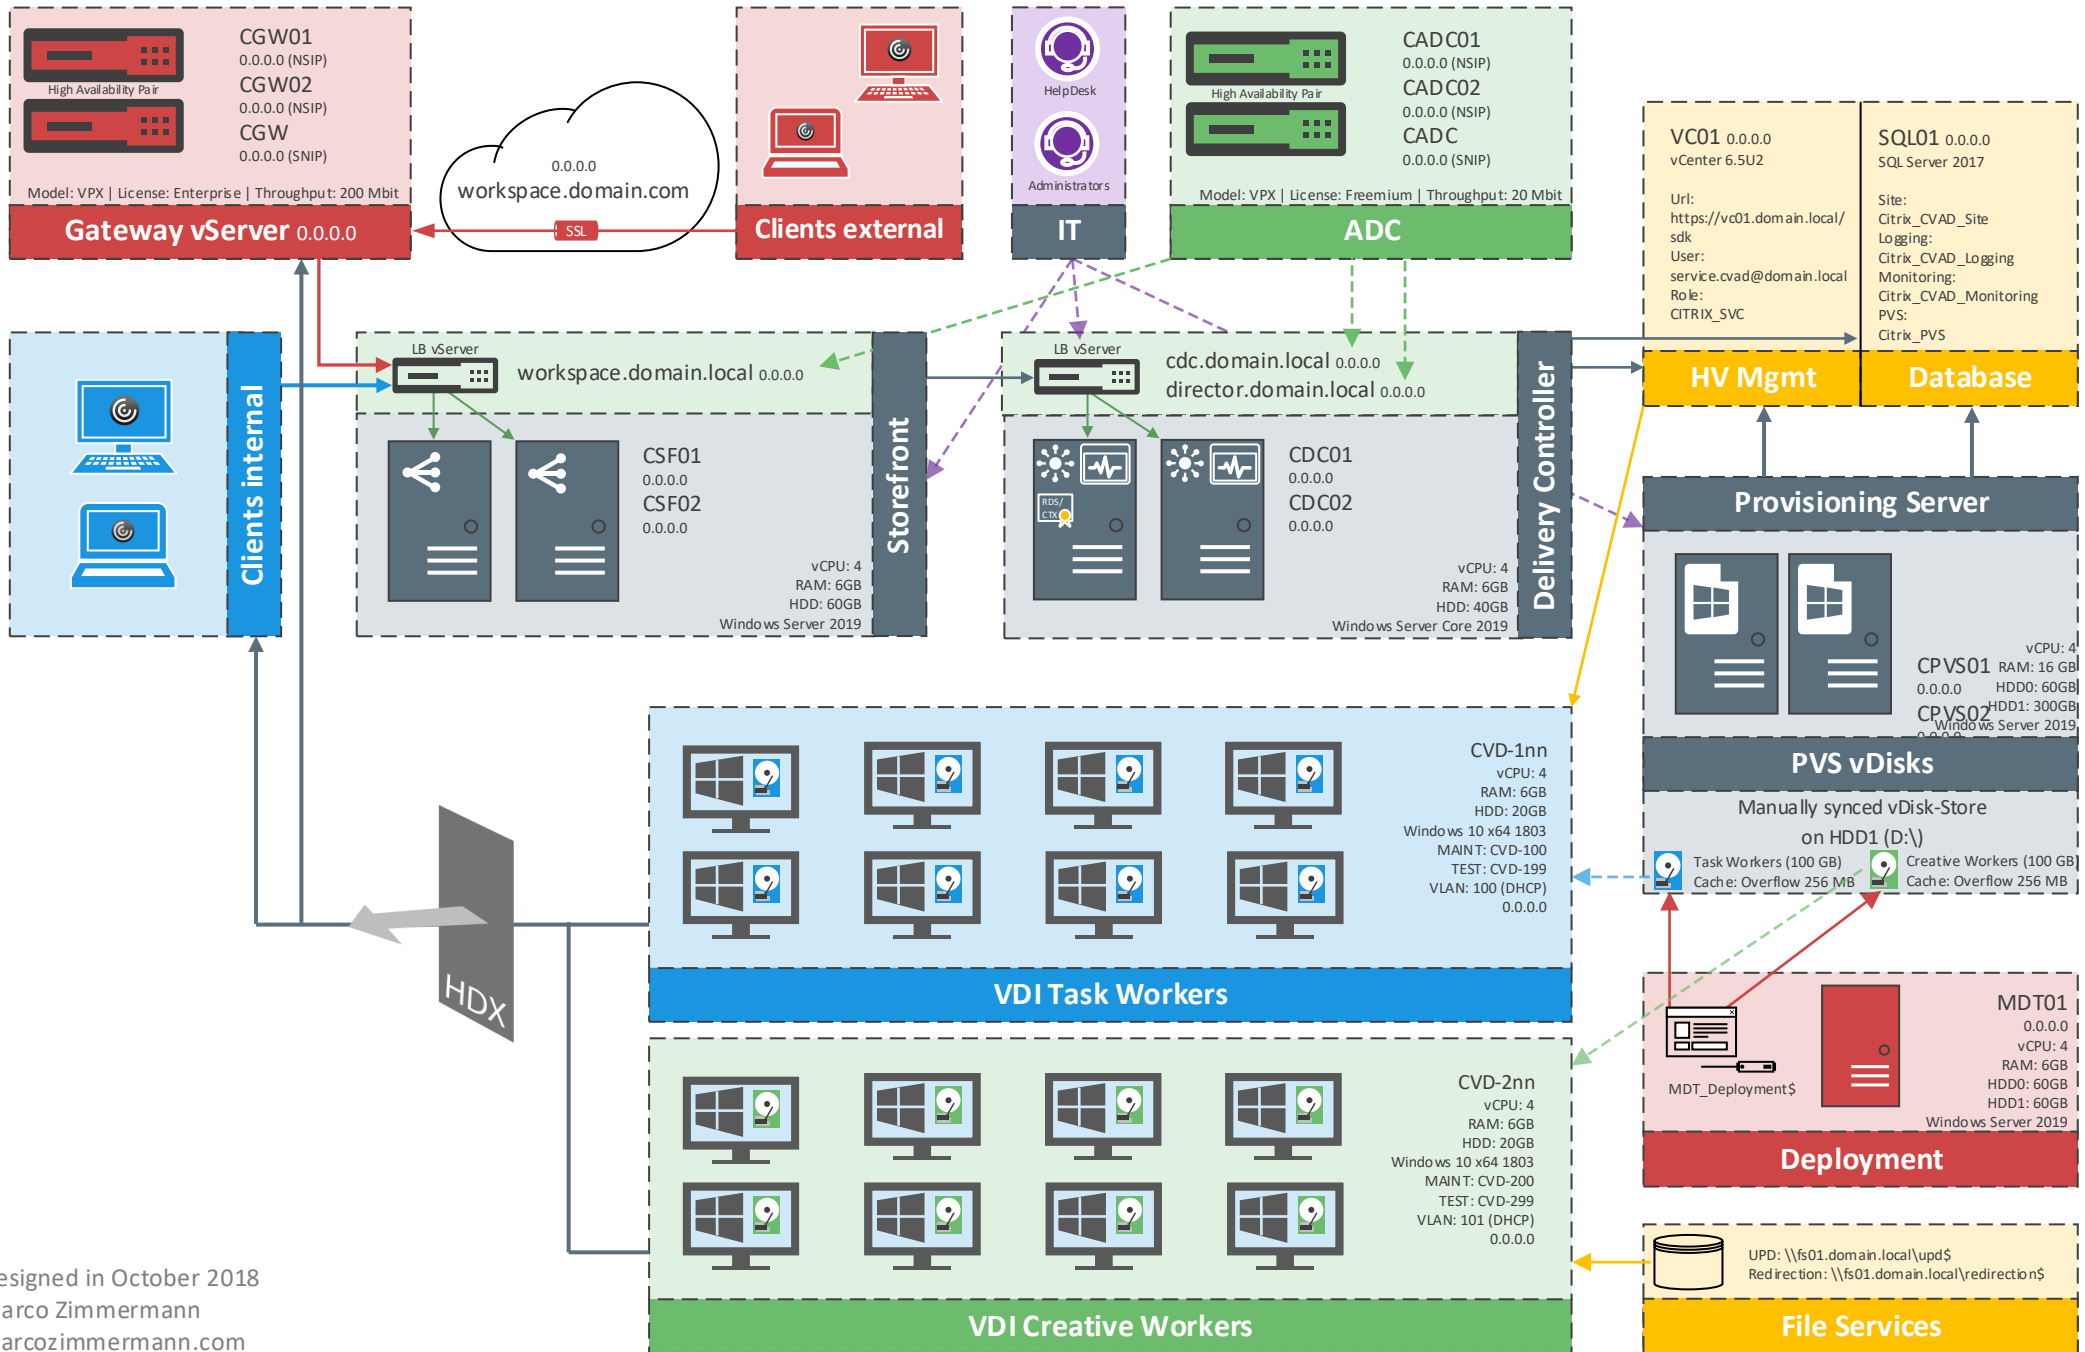 CGW01
0.0.0.0 (NSIP)
CGW02
0.0.0.0 (NSIP)
CGW
0.0.0.0 (SNIP)
High Availability Pair
Model: VPX | License: Enterprise | Throughput: 200 Mbit
Gateway vServer 0.0.0.0
0.0.0.0
workspace.domain.com
SSL
Clients external
HelpDesk
Administrators
IT
CADC01
0.0.0.0 (NSIP)
CADC02
0.0.0.0 (NSIP)
CADC
0.0.0.0 (SNIP)
High Availability Pair
Model: VPX | License: Freemium | Throughput: 20 Mbit
ADC
VC01 0.0.0.0
vCenter 6.5U2
Url:
https://vc01.domain.local/
sdk
User:
service.cvad@domain.local
Role:
CITRIX_SVC
HV Mgmt
SQL01 0.0.0.0
SQL Server 2017
Site:
Citrix_CVAD_Site
Logging:
Citrix_CVAD_Logging
Monitoring:
Citrix_CVAD_Monitoring
PVS:
Citrix_PVS
Database
Clients internal
LB vServer
workspace.domain.local 0.0.0.0
CSF01
0.0.0.0
CSF02
0.0.0.0
vCPU: 4
RAM: 6GB
HDD: 60GB
Windows Server 2019
Storefront
LB vServer
cdc.domain.local 0.0.0.0
director.domain.local 0.0.0.0
RDS/
CTX
CDC01
0.0.0.0
CDC02
0.0.0.0
vCPU: 4
RAM: 6GB
HDD: 40GB
Windows Server Core 2019
Delivery Controller
Provisioning Server
CPVS01
0.0.0.0
CPVS02
0.0.0.0
vCPU: 4
RAM: 16 GB
HDD0: 60GB
HDD1: 300GB
Windows Server 2019
PVS vDisks
Manually synced vDisk-Store
on HDD1 (D:\)
Task Workers (100 GB)
Cache: Overflow 256 MB
Creative Workers (100 GB)
Cache: Overflow 256 MB
HDX
CVD-1nn
vCPU: 4
RAM: 6GB
HDD: 20GB
Windows 10 x64 1803
MAINT: CVD-100
TEST: CVD-199
VLAN: 100 (DHCP)
0.0.0.0
VDI Task Workers
CVD-2nn
vCPU: 4
RAM: 6GB
HDD: 20GB
Windows 10 x64 1803
MAINT: CVD-200
TEST: CVD-299
VLAN: 101 (DHCP)
0.0.0.0
VDI Creative Workers
MDT_Deployment$
MDT01
0.0.0.0
vCPU: 4
RAM: 6GB
HDD0: 60GB
HDD1: 60GB
Windows Server 2019
Deployment
UPD: \\fs01.domain.local\upd$
Redirection: \\fs01.domain.local\redirection$
File Services
esigned in October 2018
arco Zimmermann
arcozimmermann.com